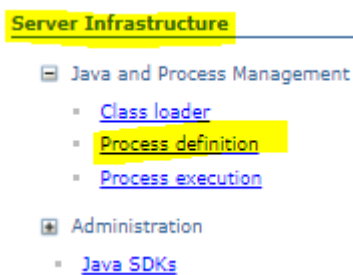 Server Infrastructure
Java and Process Management
Class loader
Process definition
Process execution
Administration
Java SDKs